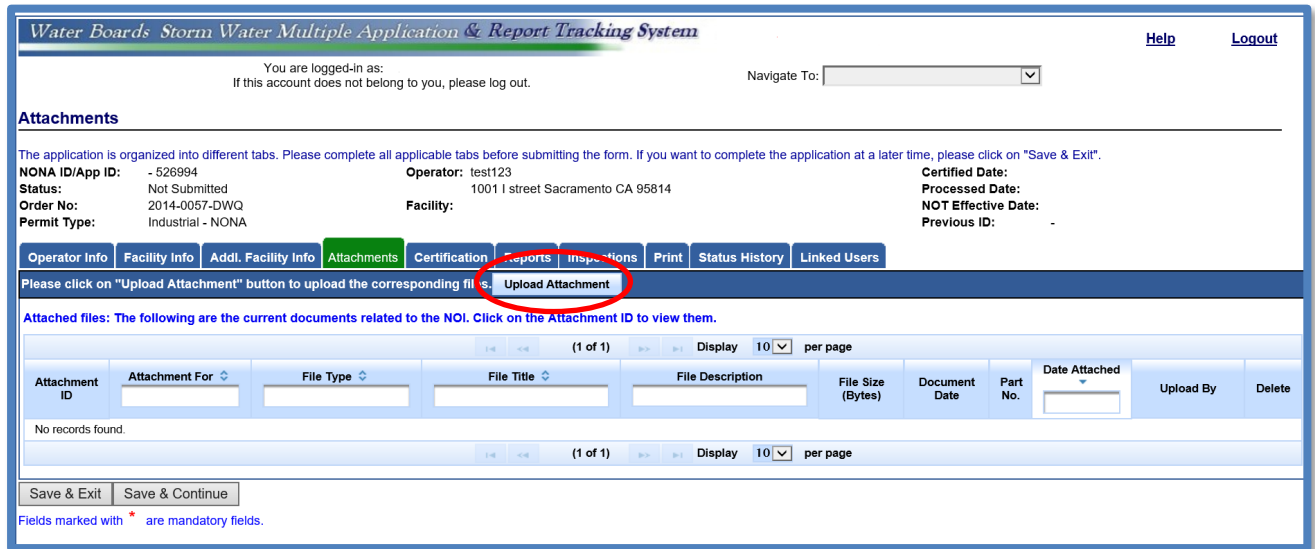 Water Boards Storm Water Multiple Application & Report Tracking System
Help Logout
You are logged-in as:
If this account does not belong to you, please log out.
Navigate To:
Attachments
The application is organized into different tabs. Please complete all applicable tabs before submitting the form. If you want to complete the application at a later time, please click on "Save & Exit".
NONA ID/App ID: - 526994 Operator: test123 Certified Date:
Status: Not Submitted 1001 I street Sacramento CA 95814 Processed Date:
Order No: 2014-0057-DWQ Facility: NOT Effective Date:
Permit Type: Industrial - NONA Previous ID: -
Operator Info Facility Info Addl. Facility Info Attachments Certification Reports Inspections Print Status History Linked Users
Please click on "Upload Attachment" button to upload the corresponding files. Upload Attachment
Attached files: The following are the current documents related to the NOI. Click on the Attachment ID to view them.
(1 of 1) Display 10 per page
Attachment ID Attachment For File Type File Title File Description File Size (Bytes) Document Date Part No. Date Attached Upload By Delete
No records found.
(1 of 1) Display 10 per page
Save & Exit Save & Continue
Fields marked with * are mandatory fields.